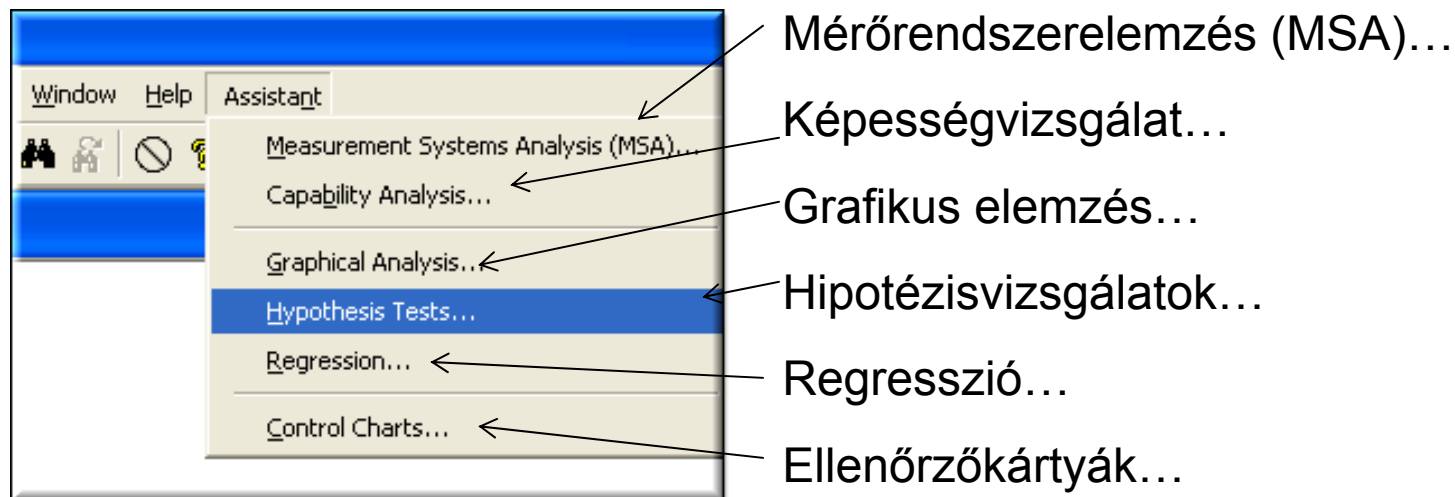 Window Help Assistant
Measurement Systems Analysis (MSA)...
Capability Analysis...
Graphical Analysis...
Hypothesis Tests...
Regression...
Control Charts...
Mérőrendszerelemzés (MSA)…
Képességvizsgálat…
Grafikus elemzés…
Hipotézisvizsgálatok…
Regresszió…
Ellenőrzőkártyák…